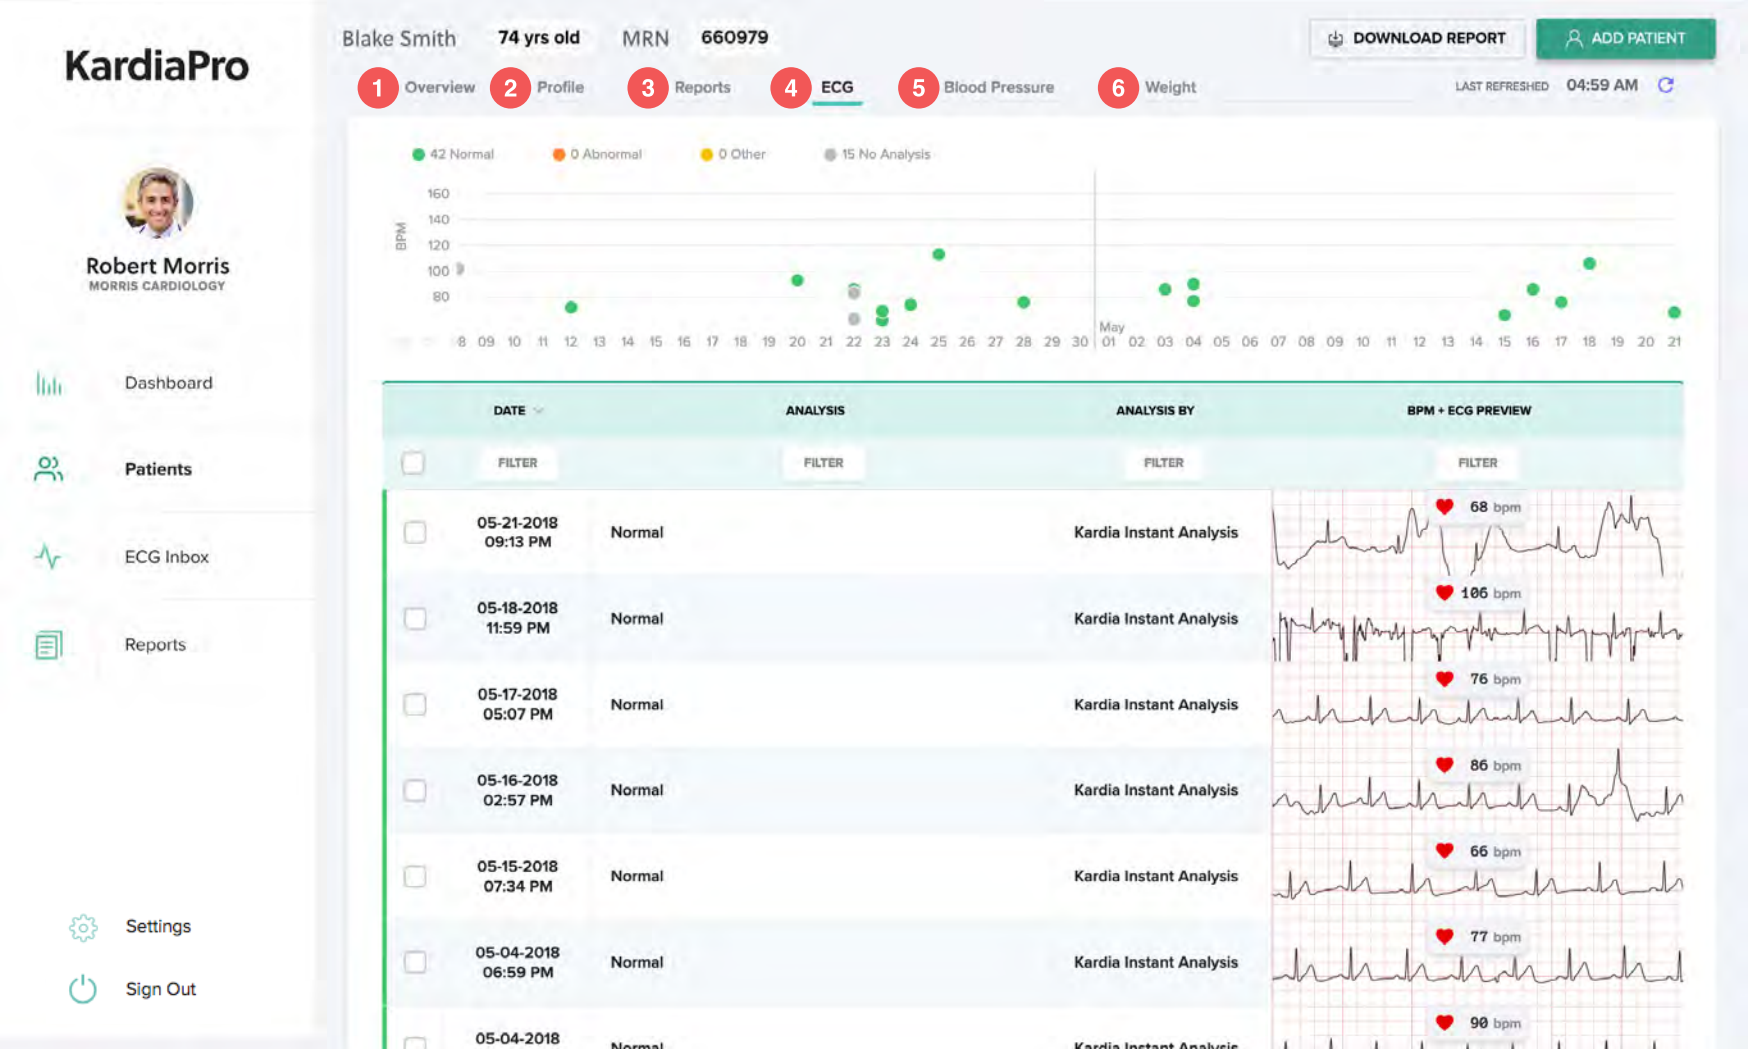 KardiaPro
Robert Morris
MORRIS CARDIOLOGY
Dashboard
Patients
ECG Inbox
Reports
Settings
Sign Out
Blake Smith 74 yrs old MRN 660979
DOWNLOAD REPORT
ADD PATIENT
1 Overview 2 Profile 3 Reports 4 ECG 5 Blood Pressure 6 Weight
LAST REFRESHED 04:59 AM
42 Normal 0 Abnormal 0 Other 15 No Analysis
BPM
160
140
120
100
80
May
8 09 10 11 12 13 14 15 16 17 18 19 20 21 22 23 24 25 26 27 28 29 30 01 02 03 04 05 06 07 08 09 10 11 12 13 14 15 16 17 18 19 20 21
DATE ANALYSIS ANALYSIS BY BPM + ECG PREVIEW
FILTER FILTER FILTER FILTER
05-21-2018
09:13 PM
Normal Kardia Instant Analysis 68 bpm
05-18-2018
11:59 PM
Normal Kardia Instant Analysis 106 bpm
05-17-2018
05:07 PM
Normal Kardia Instant Analysis 76 bpm
05-16-2018
02:57 PM
Normal Kardia Instant Analysis 86 bpm
05-15-2018
07:34 PM
Normal Kardia Instant Analysis 66 bpm
05-04-2018
06:59 PM
Normal Kardia Instant Analysis 77 bpm
05-04-2018
Normal Kardia Instant Analysis 90 bpm